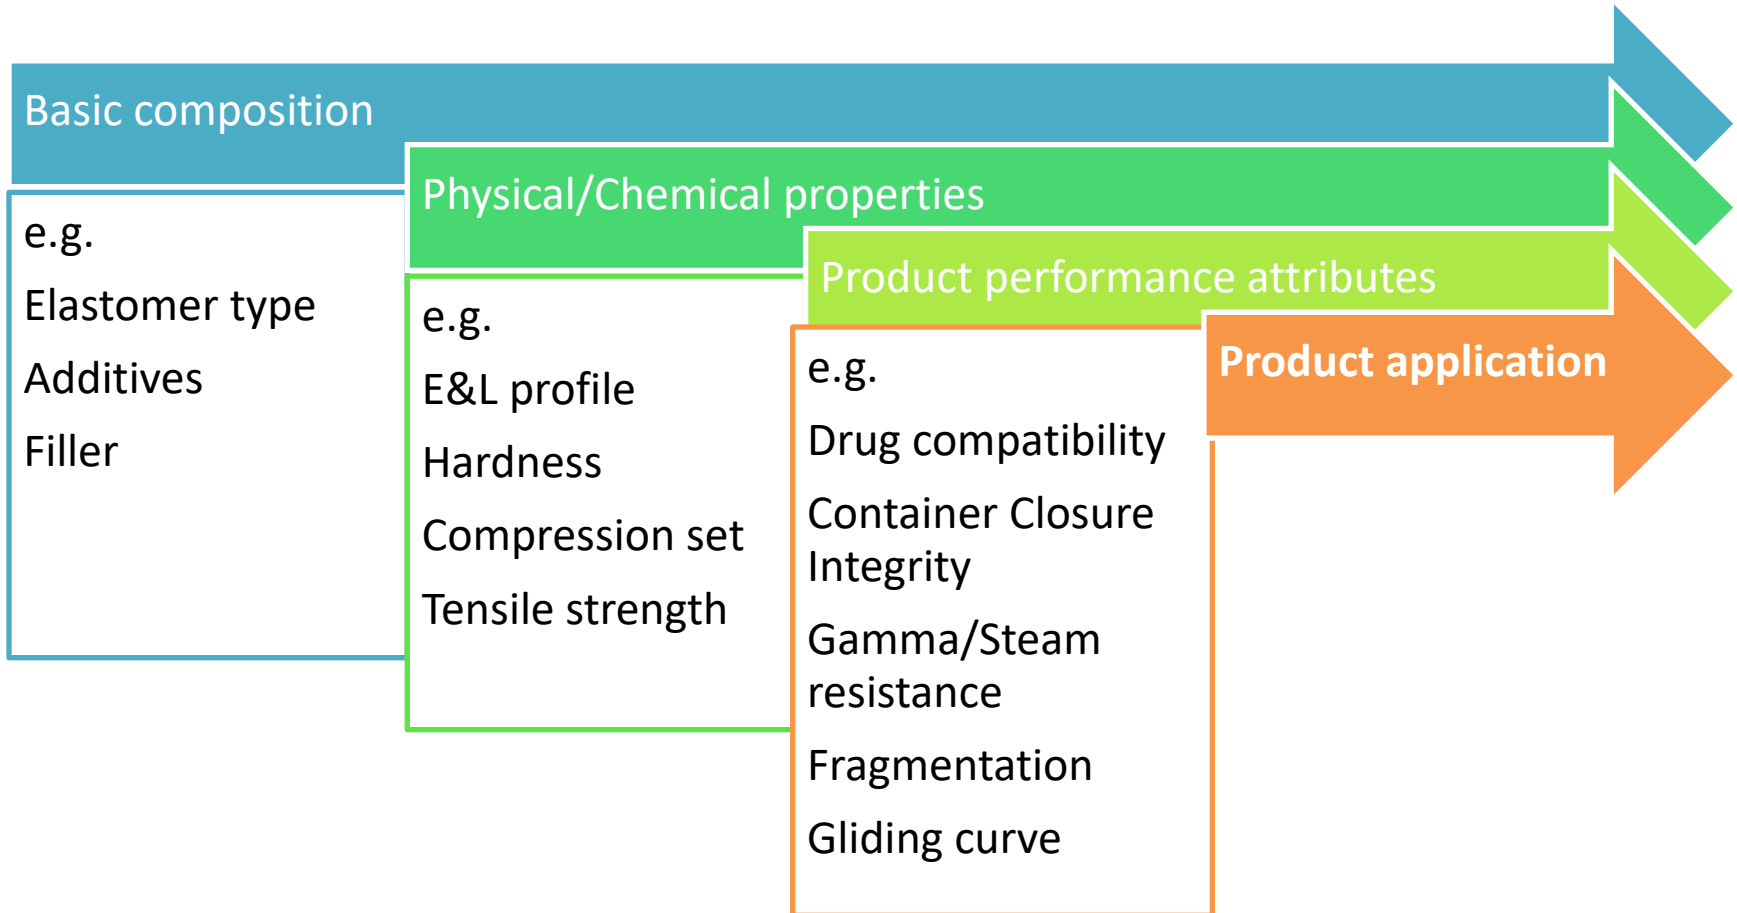 Basic composition
e.g.
Elastomer type
Additives
Filler
Physical/Chemical properties
e.g.
E&L profile
Hardness
Compression set
Tensile strength
Product performance attributes
e.g.
Drug compatibility
Container Closure
Integrity
Gamma/Steam
resistance
Fragmentation
Gliding curve
Product application